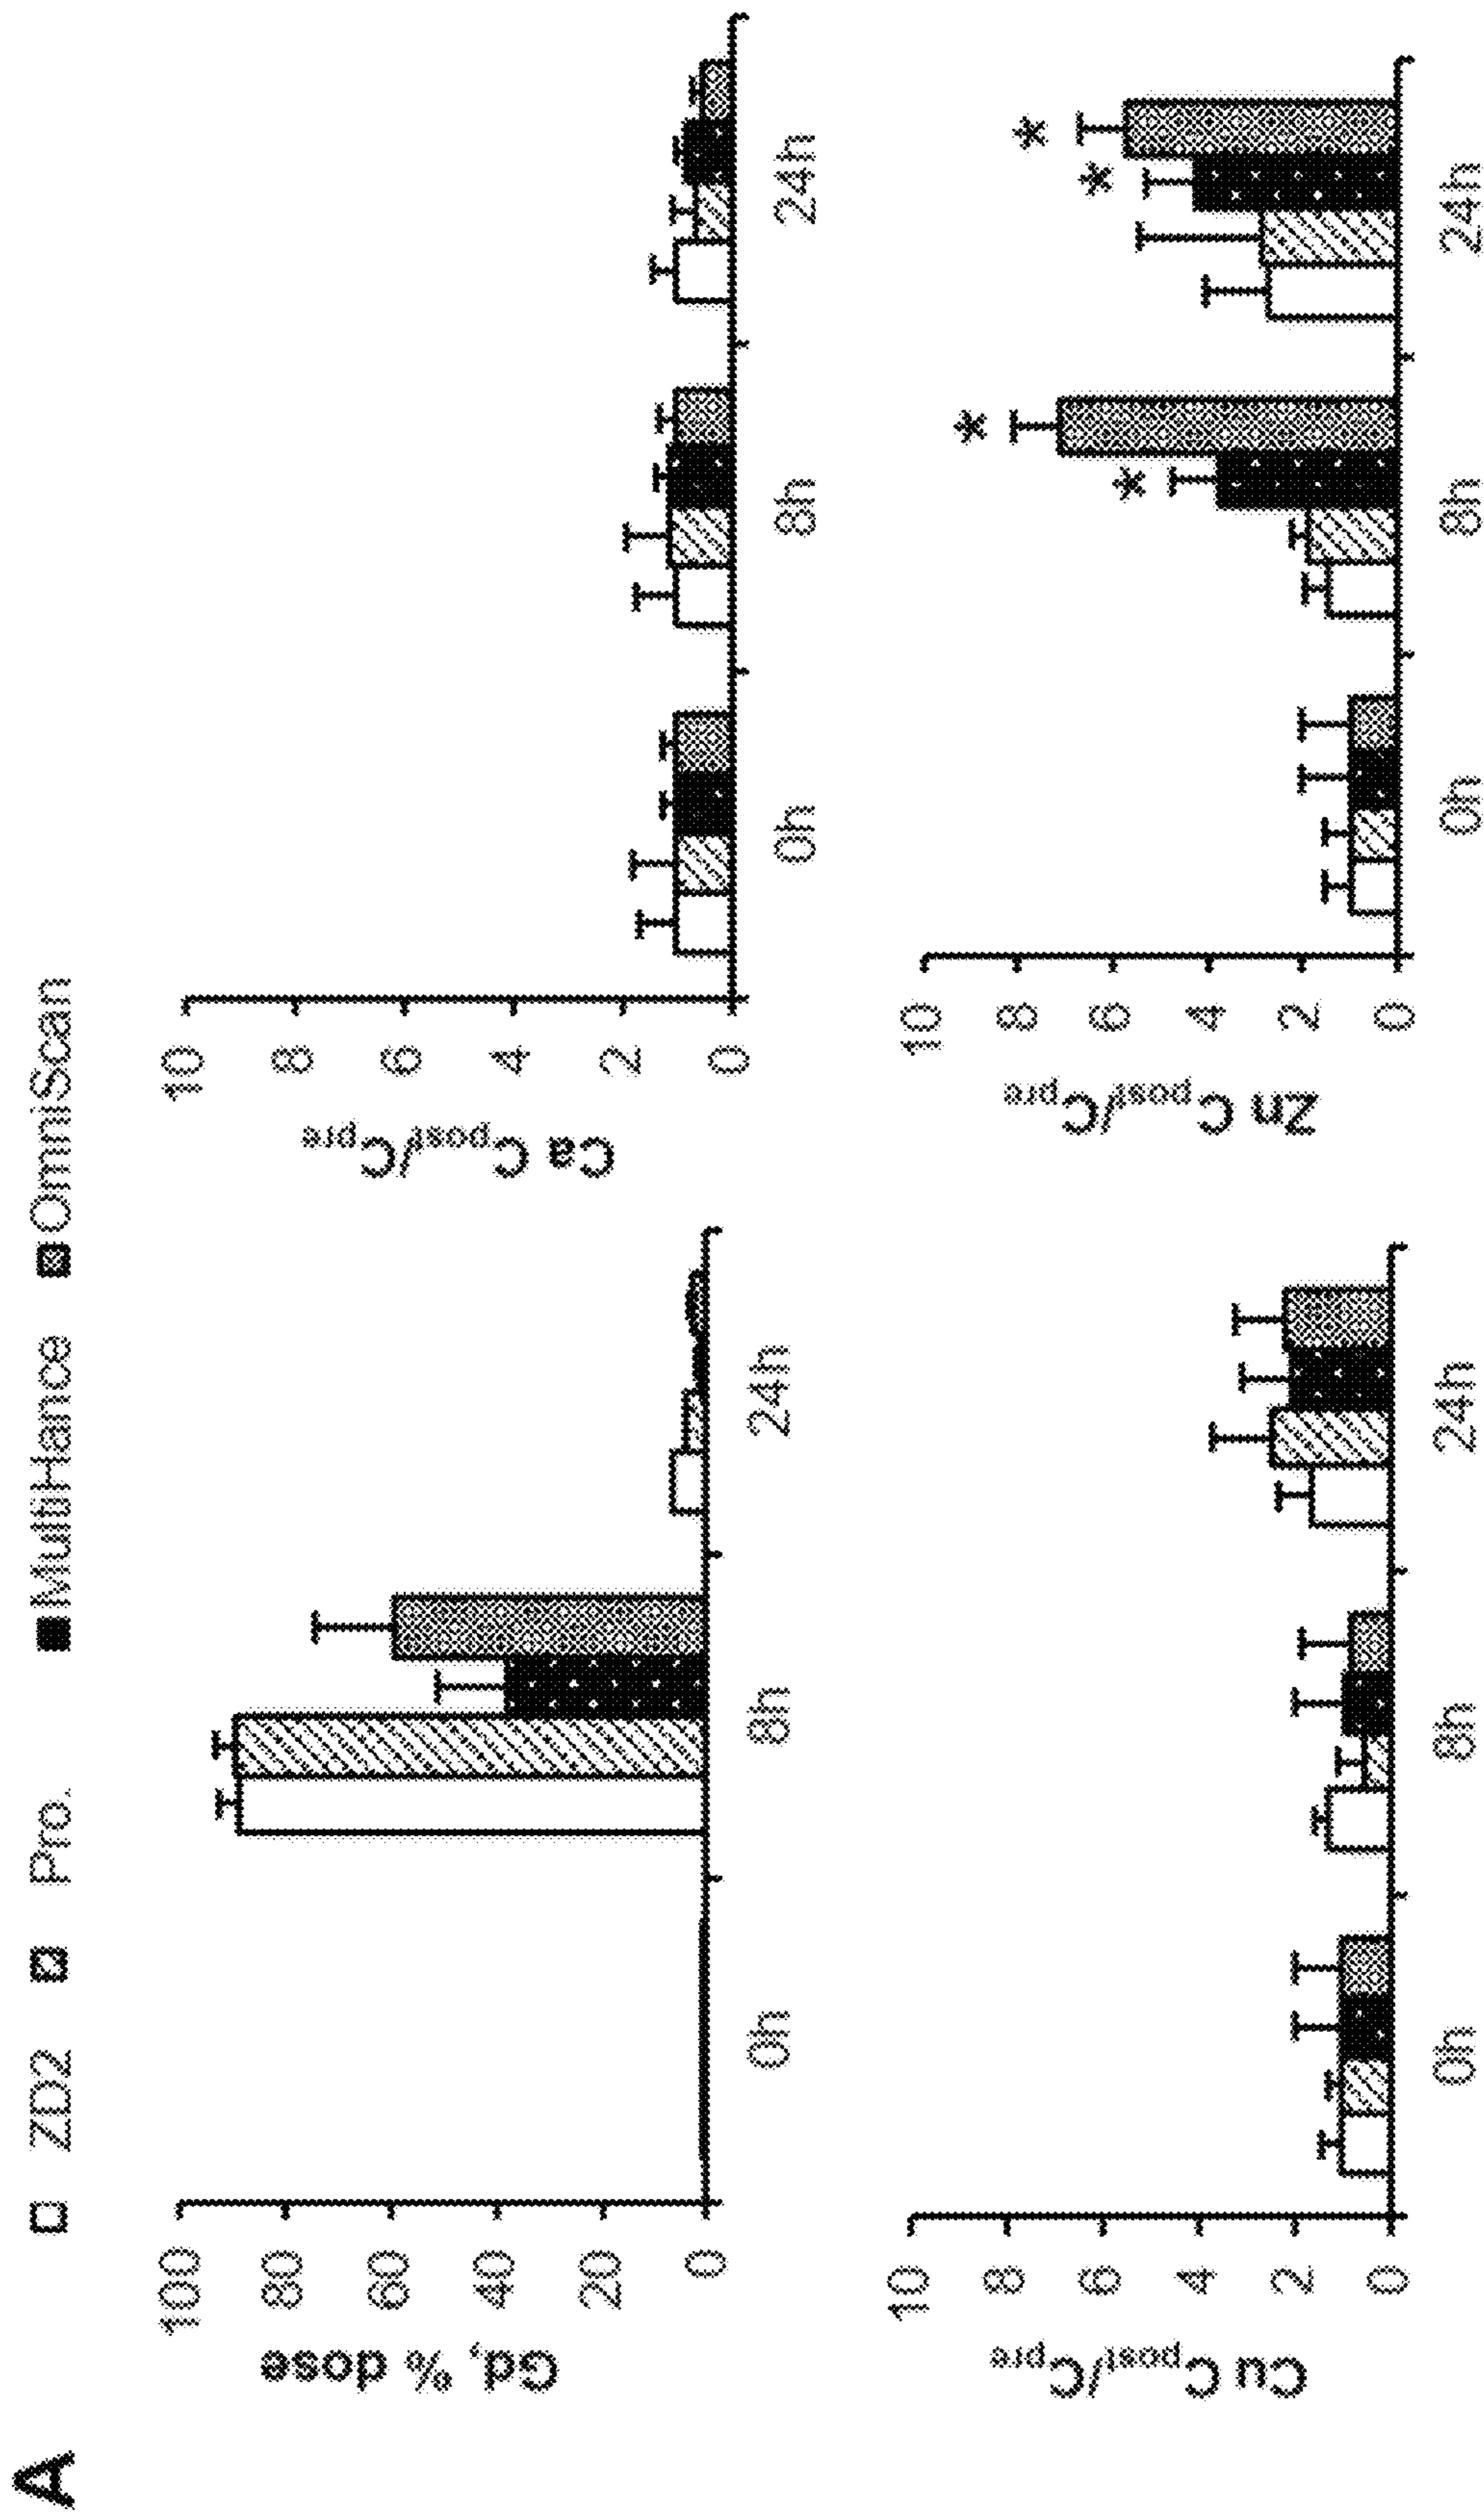 A
ZD2 Pro. MultiHance OmniScan
Gd, % dose
100
80
60
40
20
0
0h 8h 24h
Ca Cpost/Cpre
10
8
6
4
2
0
0h 8h 24h
Cu Cpost/Cpre
10
8
6
4
2
0
0h 8h 24h
Zn Cpost/Cpre
10
8
6
4
2
0
* * * *
0h 8h 24h